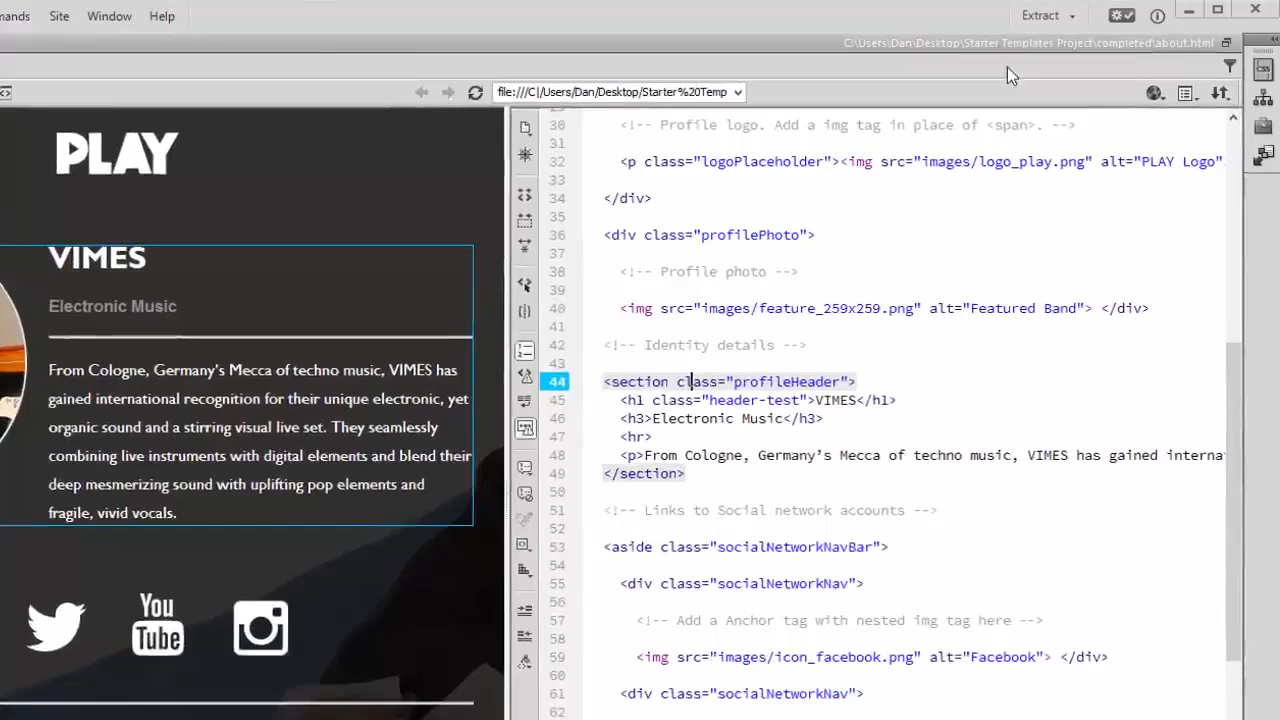 mands Site Window Help Extract
C:\Users\Dan\Desktop\Starter Templates Project\completed\about.html
file:///C|/Users/Dan/Desktop/Starter%20Temp
PLAY
VIMES
Electronic Music
From Cologne, Germany's Mecca of techno music, VIMES has
gained international recognition for their unique electronic, yet
organic sound and a stirring visual live set. They seamlessly
combining live instruments with digital elements and blend their
deep mesmerizing sound with uplifting pop elements and
fragile, vivid vocals.
You
Tube
CSS
30 <!-- Profile logo. Add a img tag in place of <span>. -->
31
32 <p class="logoPlaceholder"><img src="images/logo_play.png" alt="PLAY Logo"
33
34 </div>
35
36 <div class="profilePhoto">
37
38 <!-- Profile photo -->
39
40 <img src="images/feature_259x259.png" alt="Featured Band"> </div>
41
42 <!-- Identity details -->
43
44 <section class="profileHeader">
45 <h1 class="header-test">VIMES</h1>
46 <h3>Electronic Music</h3>
47 <hr>
48 <p>From Cologne, Germany's Mecca of techno music, VIMES has gained interna
49 </section>
50
51 <!-- Links to Social network accounts -->
52
53 <aside class="socialNetworkNavBar">
54
55 <div class="socialNetworkNav">
56
57 <!-- Add a Anchor tag with nested img tag here -->
58
59 <img src="images/icon_facebook.png" alt="Facebook"> </div>
60
61 <div class="socialNetworkNav">
62